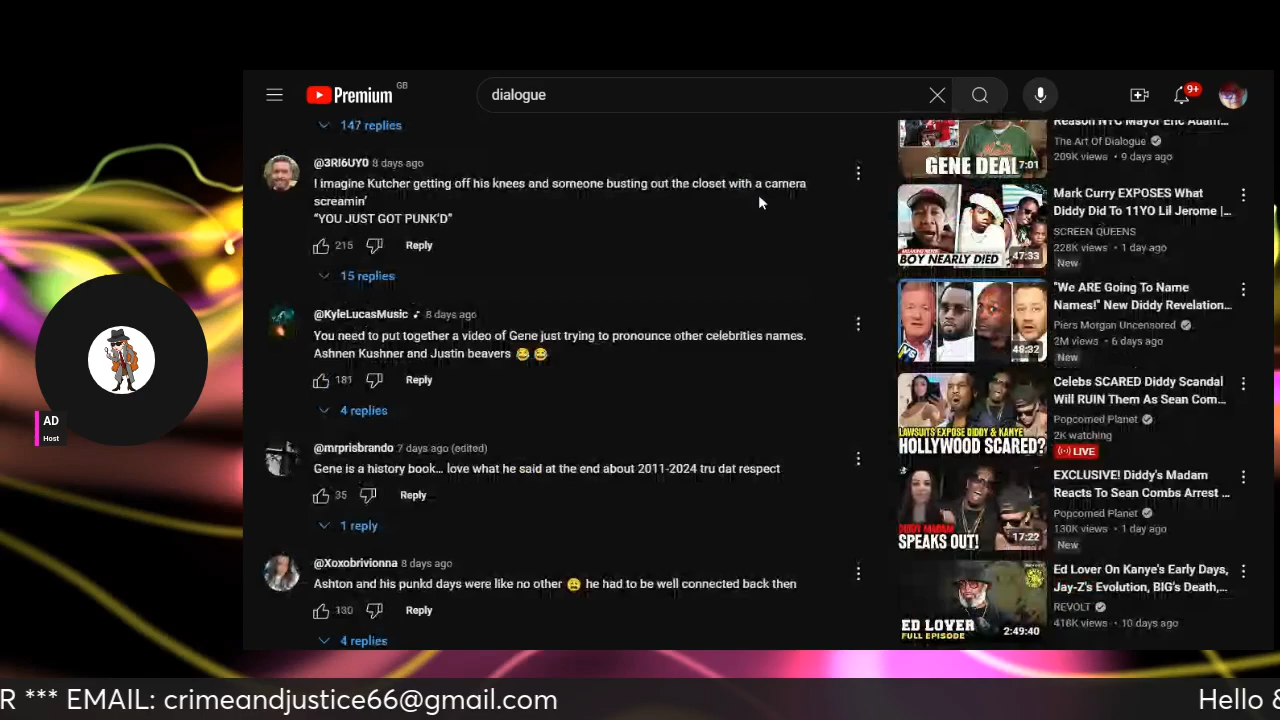 Premium GB
dialogue
9+
147 replies
@3RI6UY0 8 days ago
I imagine Kutcher getting off his knees and someone busting out the closet with a camera
screamin'
"YOU JUST GOT PUNK'D"
215 Reply
15 replies
@KyleLucasMusic 8 days ago
You need to put together a video of Gene just trying to pronounce other celebrities names.
Ashnen Kushner and Justin beavers 😂 😂
181 Reply
4 replies
@mrprisbrando 7 days ago (edited)
Gene is a history book... love what he said at the end about 2011-2024 tru dat respect
35 Reply
1 reply
@Xoxobrivionna 8 days ago
Ashton and his punkd days were like no other 😩 he had to be well connected back then
130 Reply
4 replies
GENE DEAL 7:01
Reason NYC Mayor Eric Adam...
The Art Of Dialogue
209K views • 9 days ago
BOY NEARLY DIED 47:33
Mark Curry EXPOSES What
Diddy Did To 11YO Lil Jerome |...
SCREEN QUEENS
228K views • 1 day ago
New
48:32
"We ARE Going To Name
Names!" New Diddy Revelation...
Piers Morgan Uncensored
2M views • 6 days ago
New
LAWSUITS EXPOSE DIDDY & KANYE
HOLLYWOOD SCARED?
Celebs SCARED Diddy Scandal
Will RUIN Them As Sean Com...
Popcorned Planet
2K watching
LIVE
DIDDY MADAM
SPEAKS OUT! 17:22
EXCLUSIVE! Diddy's Madam
Reacts To Sean Combs Arrest ...
Popcorned Planet
130K views • 1 day ago
New
ED LOVER
FULL EPISODE 2:49:40
Ed Lover On Kanye's Early Days,
Jay-Z's Evolution, BIG's Death,...
REVOLT
416K views • 10 days ago
AD
Host
R *** EMAIL: crimeandjustice66@gmail.com
Hello &